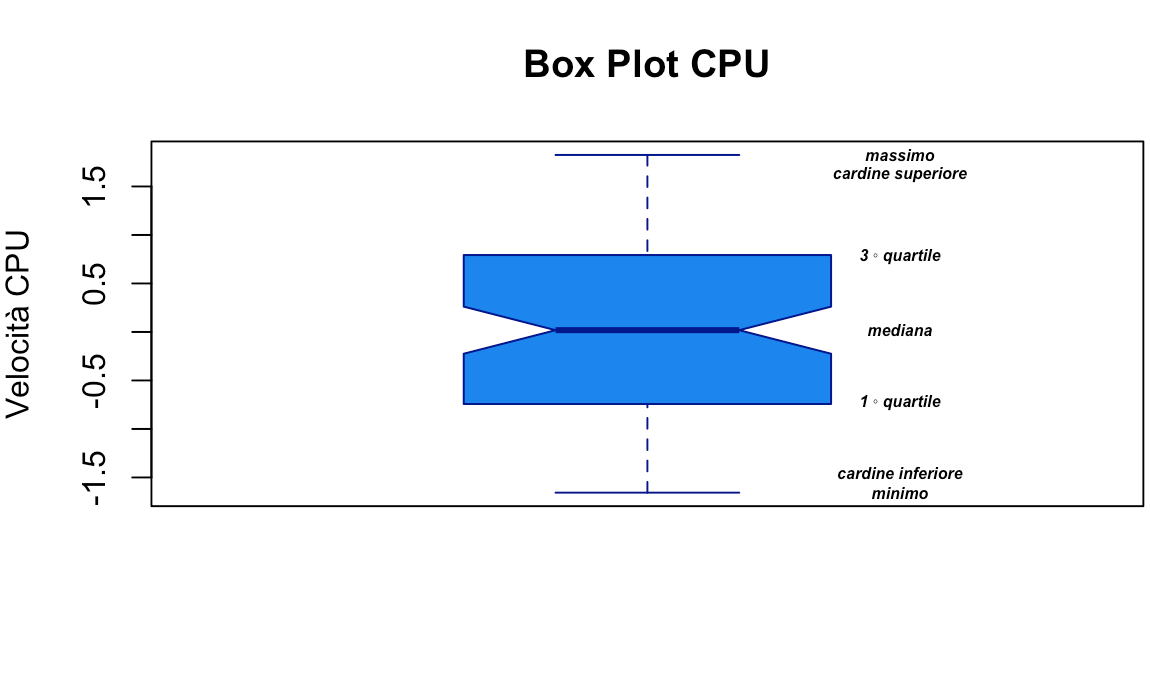 Box Plot CPU
Velocità CPU
1.5
0.5
-0.5
-1.5
massimo
cardine superiore
3 ◦ quartile
mediana
1 ◦ quartile
cardine inferiore
minimo